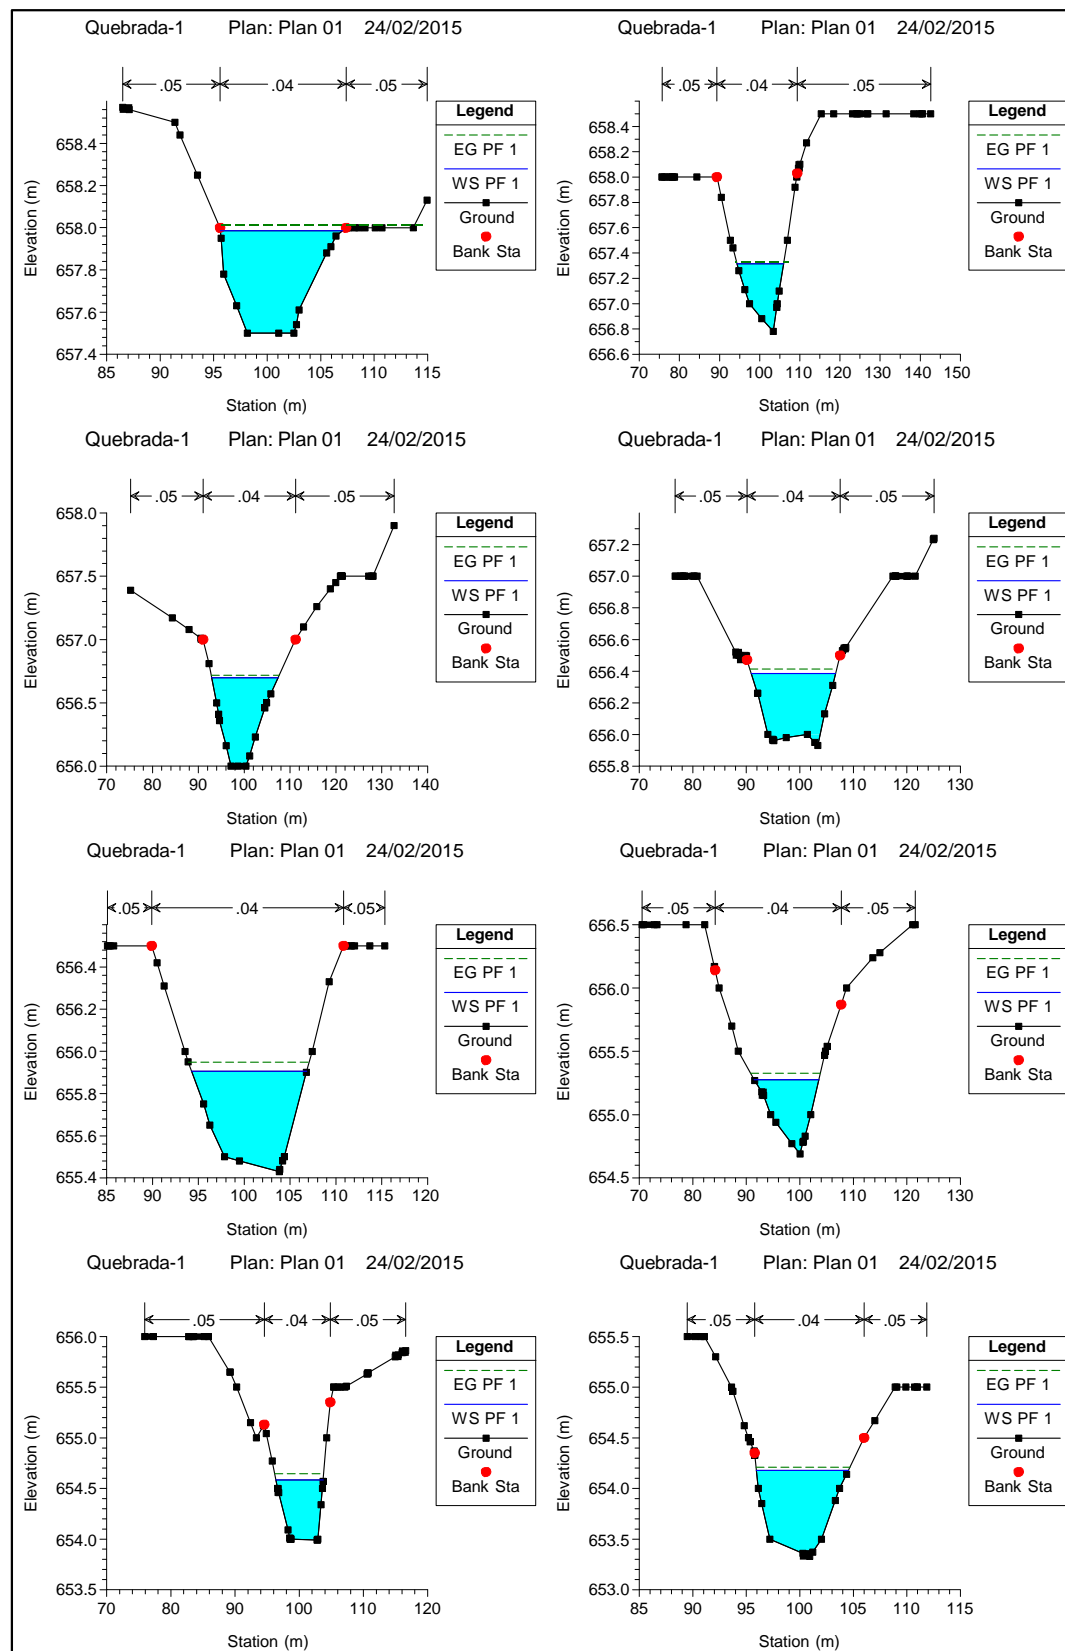 Quebrada-1 Plan: Plan 01 24/02/2015
.05 .04 .05
Legend
EG PF 1
WS PF 1
Ground
Bank Sta
Elevation (m)
658.4
658.2
658.0
657.8
657.6
657.4
85 90 95 100 105 110 115
Station (m)
Quebrada-1 Plan: Plan 01 24/02/2015
.05 .04 .05
Legend
EG PF 1
WS PF 1
Ground
Bank Sta
Elevation (m)
658.4
658.2
658.0
657.8
657.6
657.4
657.2
657.0
656.8
656.6
70 80 90 100 110 120 130 140 150
Station (m)
Quebrada-1 Plan: Plan 01 24/02/2015
.05 .04 .05
Legend
EG PF 1
WS PF 1
Ground
Bank Sta
Elevation (m)
658.0
657.5
657.0
656.5
656.0
70 80 90 100 110 120 130 140
Station (m)
Quebrada-1 Plan: Plan 01 24/02/2015
.05 .04 .05
Legend
EG PF 1
WS PF 1
Ground
Bank Sta
Elevation (m)
657.2
657.0
656.8
656.6
656.4
656.2
656.0
655.8
70 80 90 100 110 120 130
Station (m)
Quebrada-1 Plan: Plan 01 24/02/2015
.05 .04 .05
Legend
EG PF 1
WS PF 1
Ground
Bank Sta
Elevation (m)
656.4
656.2
656.0
655.8
655.6
655.4
85 90 95 100 105 110 115 120
Station (m)
Quebrada-1 Plan: Plan 01 24/02/2015
.05 .04 .05
Legend
EG PF 1
WS PF 1
Ground
Bank Sta
Elevation (m)
656.5
656.0
655.5
655.0
654.5
70 80 90 100 110 120 130
Station (m)
Quebrada-1 Plan: Plan 01 24/02/2015
.05 .04 .05
Legend
EG PF 1
WS PF 1
Ground
Bank Sta
Elevation (m)
656.0
655.5
655.0
654.5
654.0
653.5
70 80 90 100 110 120
Station (m)
Quebrada-1 Plan: Plan 01 24/02/2015
.05 .04 .05
Legend
EG PF 1
WS PF 1
Ground
Bank Sta
Elevation (m)
655.5
655.0
654.5
654.0
653.5
653.0
85 90 95 100 105 110 115
Station (m)